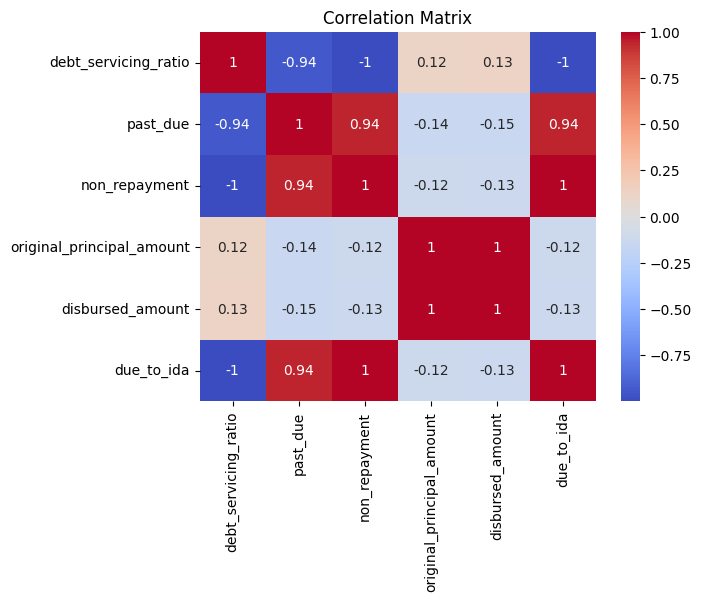 Correlation Matrix
debt_servicing_ratio 1 -0.94 -1 0.12 0.13 -1
past_due -0.94 1 0.94 -0.14 -0.15 0.94
non_repayment -1 0.94 1 -0.12 -0.13 1
original_principal_amount 0.12 -0.14 -0.12 1 1 -0.12
disbursed_amount 0.13 -0.15 -0.13 1 1 -0.13
due_to_ida -1 0.94 1 -0.12 -0.13 1
debt_servicing_ratio
past_due
non_repayment
original_principal_amount
disbursed_amount
due_to_ida
1.00
0.75
0.50
0.25
0.00
−0.25
−0.50
−0.75